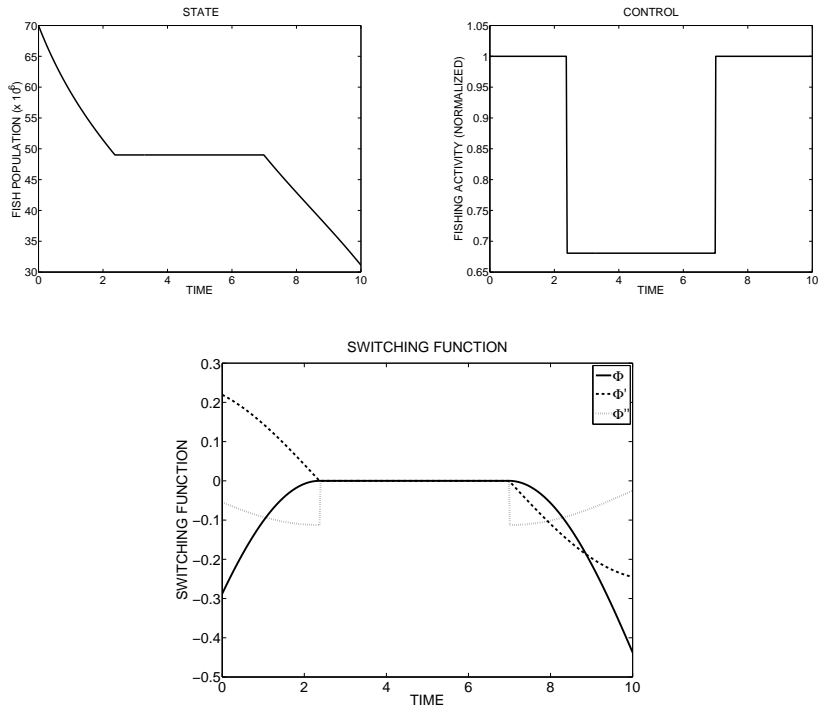 STATE
FISH POPULATION (x 10^6)
70
65
60
55
50
45
40
35
30
0 2 4 6 8 10
TIME
CONTROL
FISHING ACTIVITY (NORMALIZED)
1.05
1
0.95
0.9
0.85
0.8
0.75
0.7
0.65
0 2 4 6 8 10
TIME
SWITCHING FUNCTION
SWITCHING FUNCTION
0.3
0.2
0.1
0
−0.1
−0.2
−0.3
−0.4
−0.5
0 2 4 6 8 10
TIME
Φ
Φ'
Φ''